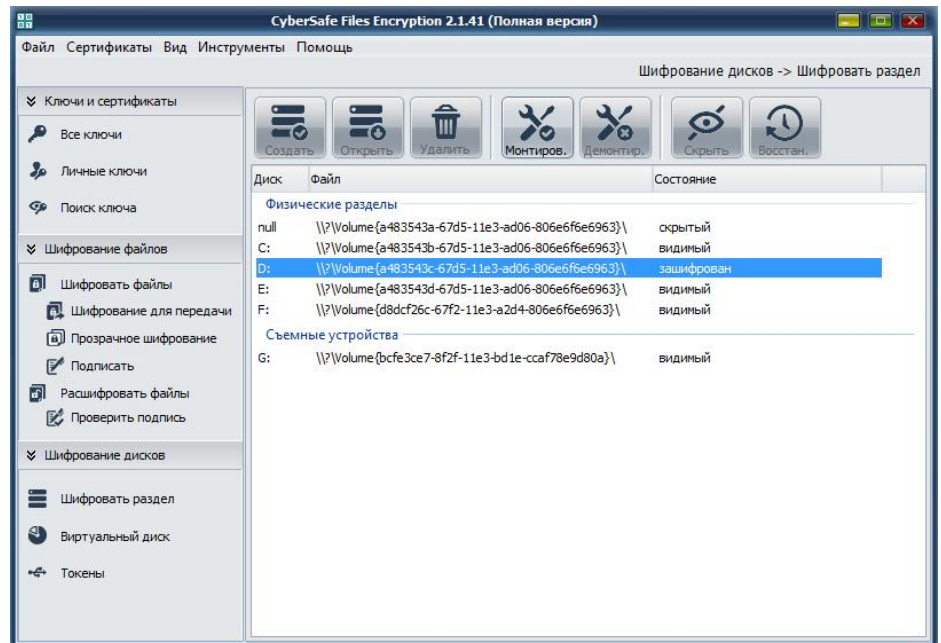 CyberSafe Files Encryption 2.1.41 (Полная версия)
Файл Сертификаты Вид Инструменты Помощь
Шифрование дисков -> Шифровать раздел
Ключи и сертификаты
Все ключи
Личные ключи
Поиск ключа
Шифрование файлов
Шифровать файлы
Шифрование для передачи
Прозрачное шифрование
Подписать
Расшифровать файлы
Проверить подпись
Шифрование дисков
Шифровать раздел
Виртуальный диск
Токены
Создать Открыть Удалить Монтиров. Демонтир. Скрыть Восстан.
Диск Файл Состояние
Физические разделы
null \\?\Volume{a483543a-67d5-11e3-ad06-806e6f6e6963}\ скрытый
C: \\?\Volume{a483543b-67d5-11e3-ad06-806e6f6e6963}\ видимый
D: \\?\Volume{a483543c-67d5-11e3-ad06-806e6f6e6963}\ зашифрован
E: \\?\Volume{a483543d-67d5-11e3-ad06-806e6f6e6963}\ видимый
F: \\?\Volume{d8dcf26c-67f2-11e3-a2d4-806e6f6e6963}\ видимый
Съемные устройства
G: \\?\Volume{bcfe3ce7-8f2f-11e3-bd1e-ccaf78e9d80a}\ видимый